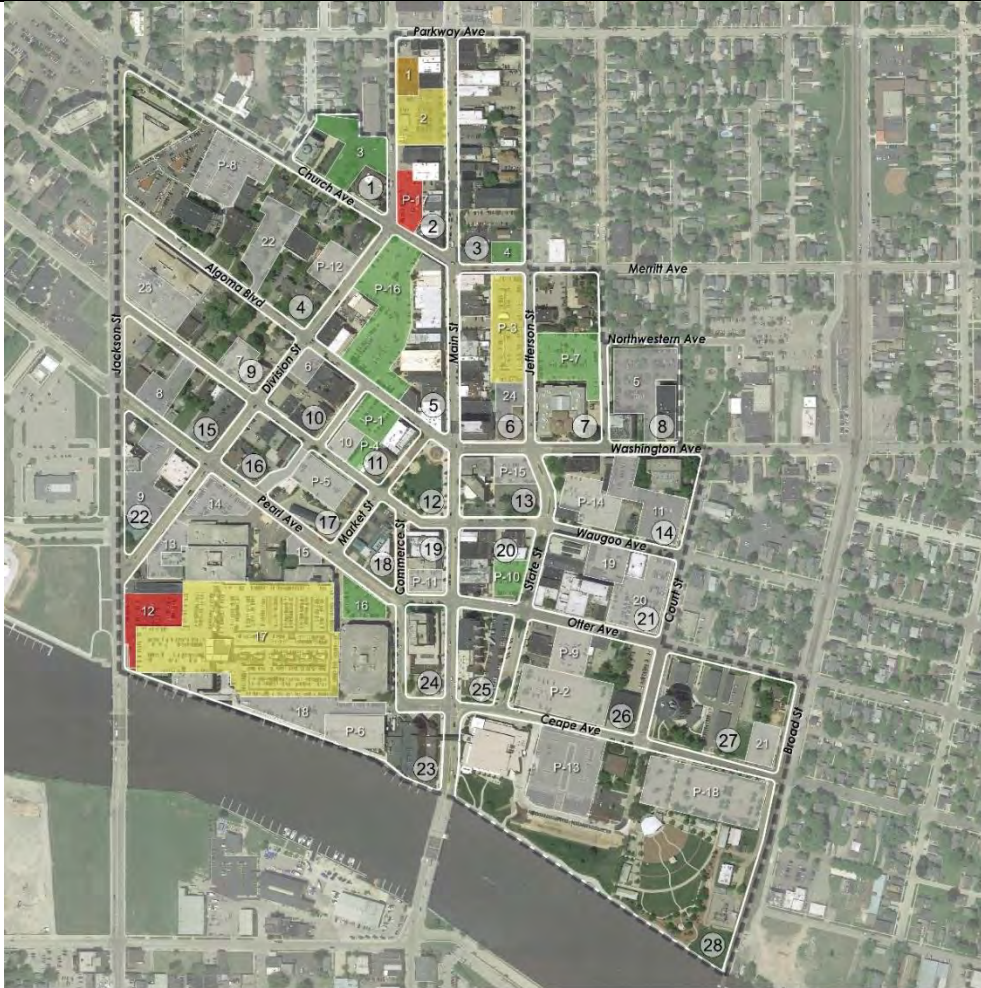 Parkway Ave
1
2
3
P-8
Church Ave
1
P-17
2
22
P-12
3
4
Merritt Ave
23
Algoma Blvd
4
P-16
Main St
P-3
Jefferson St
P-7
Northwestern Ave
Jackson St
7
9
Division St
6
5
24
5
8
10
P-1
5
6
7
8
15
10
P-4
11
Washington Ave
16
P-5
12
P-15
13
P-14
11
14
9
22
14
Pearl Ave
17
Market St
18
Commerce St
19
P-11
20
P-10
State St
Waugoo Ave
19
20
21
Court St
13
15
12
17
16
Otter Ave
P-9
24
25
P-2
26
27
21
Broad St
18
P-6
23
Ceape Ave
P-13
P-18
28